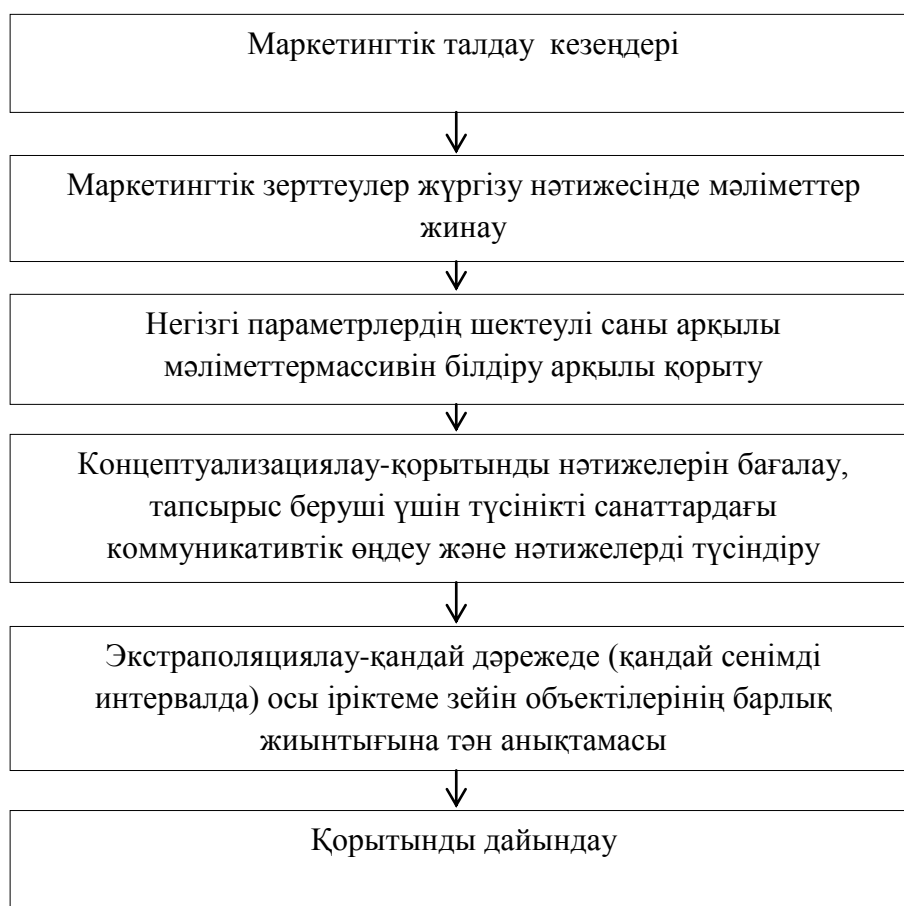 Маркетингтік талдау  кезеңдері
Маркетингтік зерттеулер жүргізу нәтижесінде мәліметтер
жинау
Негізгі параметрлердің шектеулі саны арқылы
мәліметтермассивін білдіру арқылы қорыту
Концептуализациялау-қорытынды нәтижелерін бағалау,
тапсырыс беруші үшін түсінікті санаттардағы
коммуникативтік өңдеу және нәтижелерді түсіндіру
Экстраполяциялау-қандай дәрежеде (қандай сенімді
интервалда) осы іріктеме зейін объектілерінің барлық
жиынтығына тән анықтамасы
Қорытынды дайындау